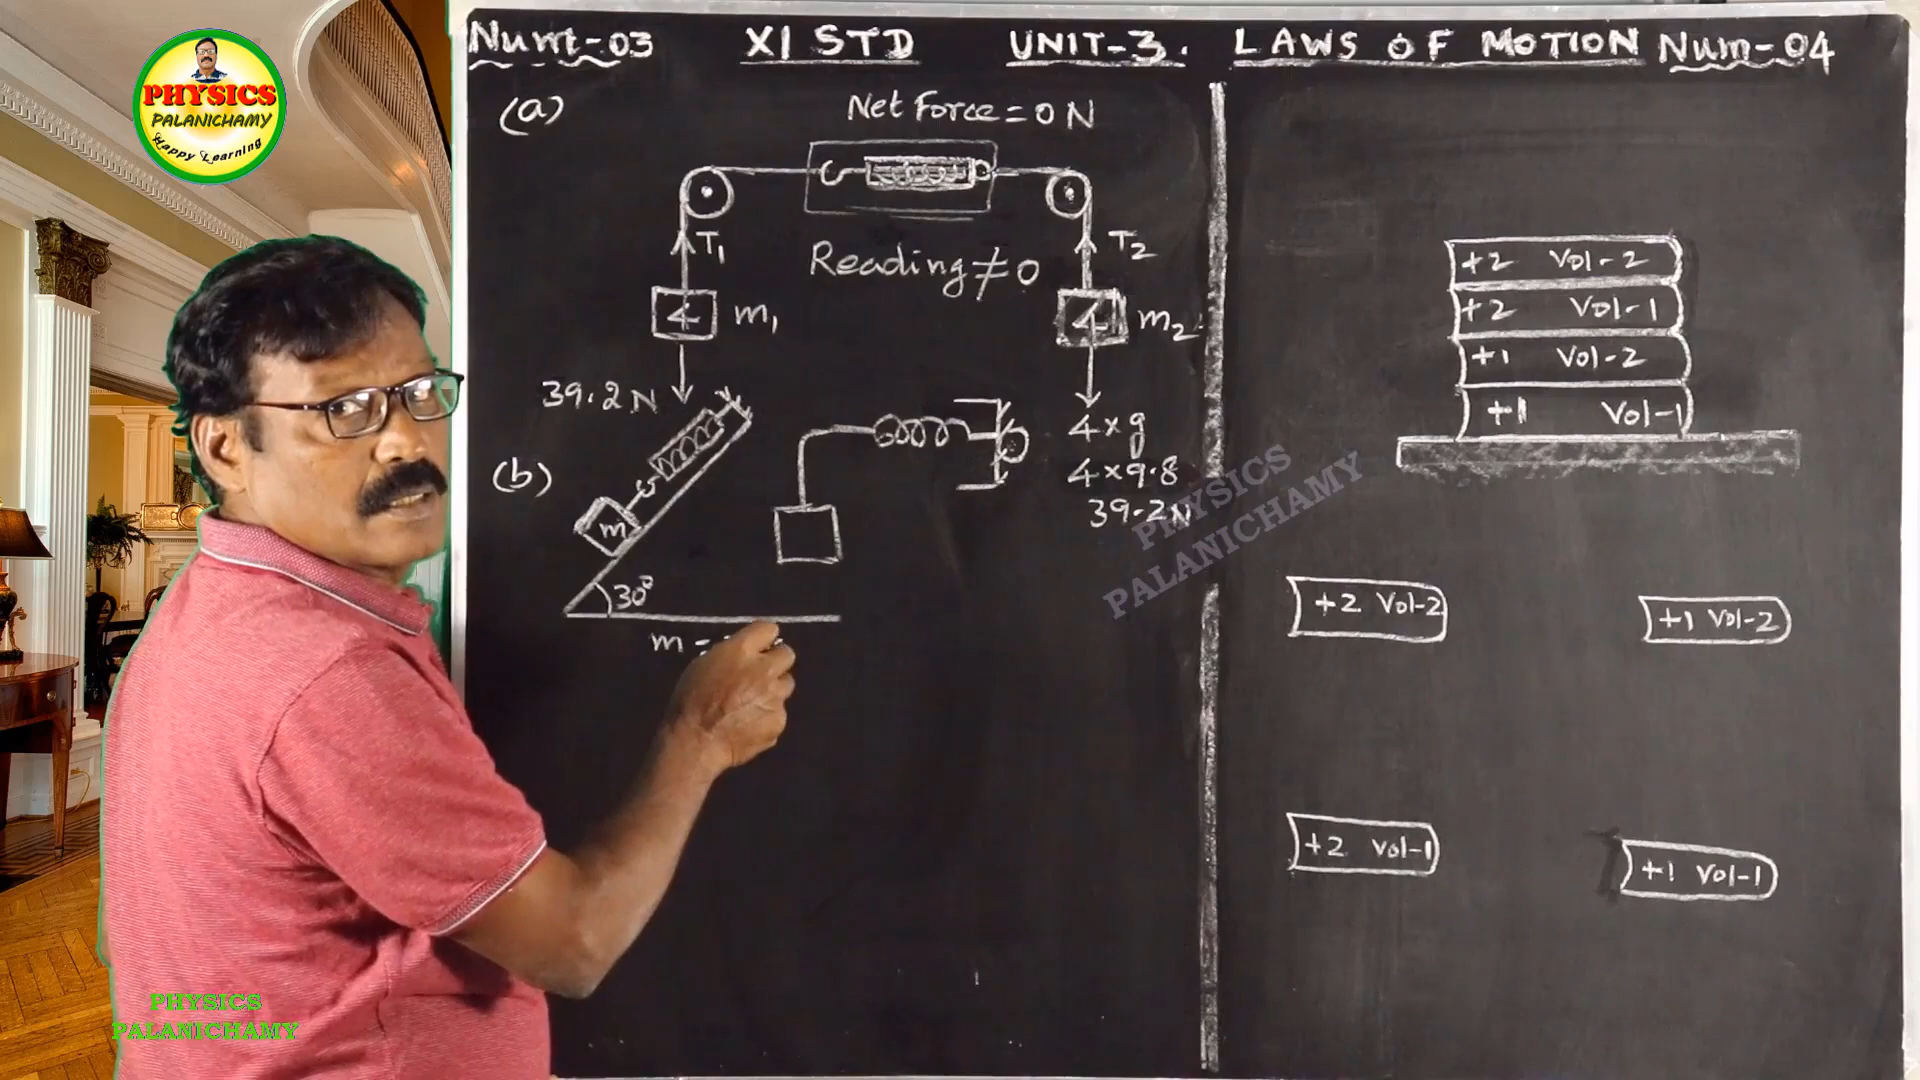 PHYSICS
PALANICHAMY
Happy Learning
Num-03 XI STD UNIT-3. LAWS OF MOTION Num-04
(a)
Net Force = 0 N
T1
T2
Reading ≠ 0
4 m1
4 m2
39.2 N
4 × g
4 × 9.8
39.2 N
(b)
m
30°
m =
+2 Vol-2
+2 Vol-1
+1 Vol-2
+1 Vol-1
PHYSICS
PALANICHAMY
+2 Vol-2
+1 Vol-2
+2 Vol-1
+1 Vol-1
PHYSICS
PALANICHAMY